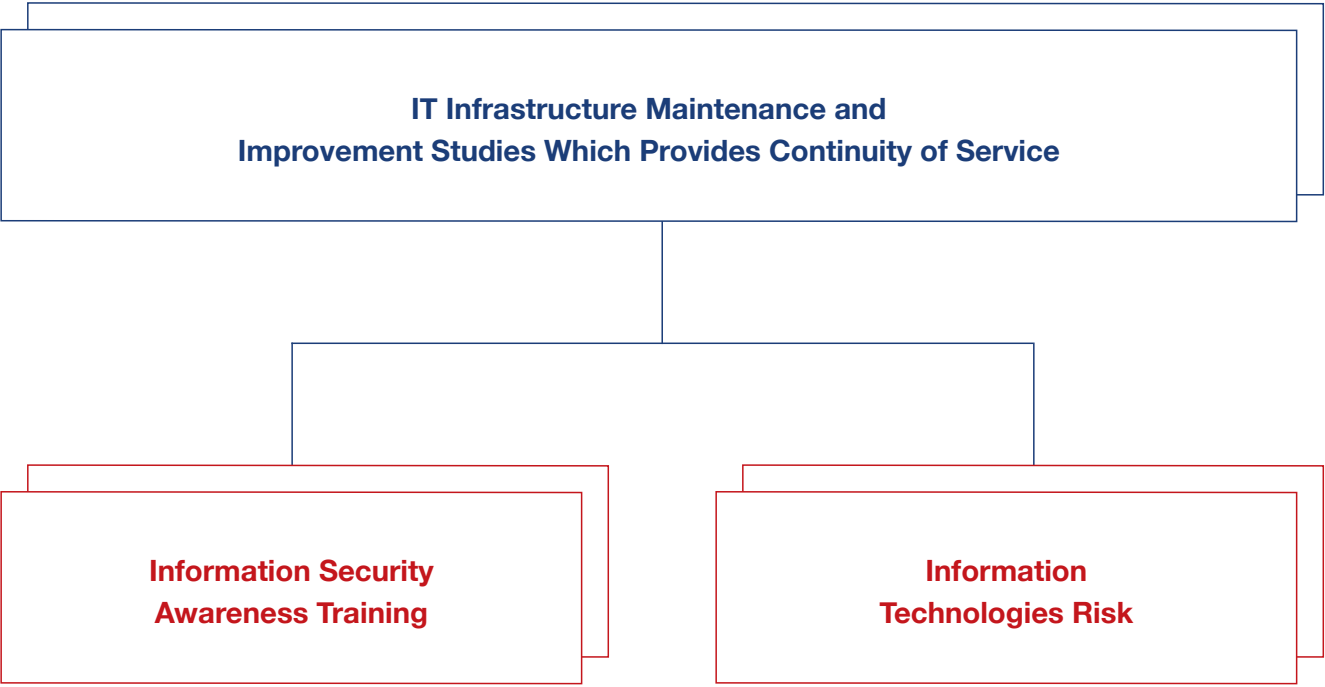 IT Infrastructure Maintenance and
Improvement Studies Which Provides Continuity of Service
Information Security
Awareness Training
Information
Technologies Risk